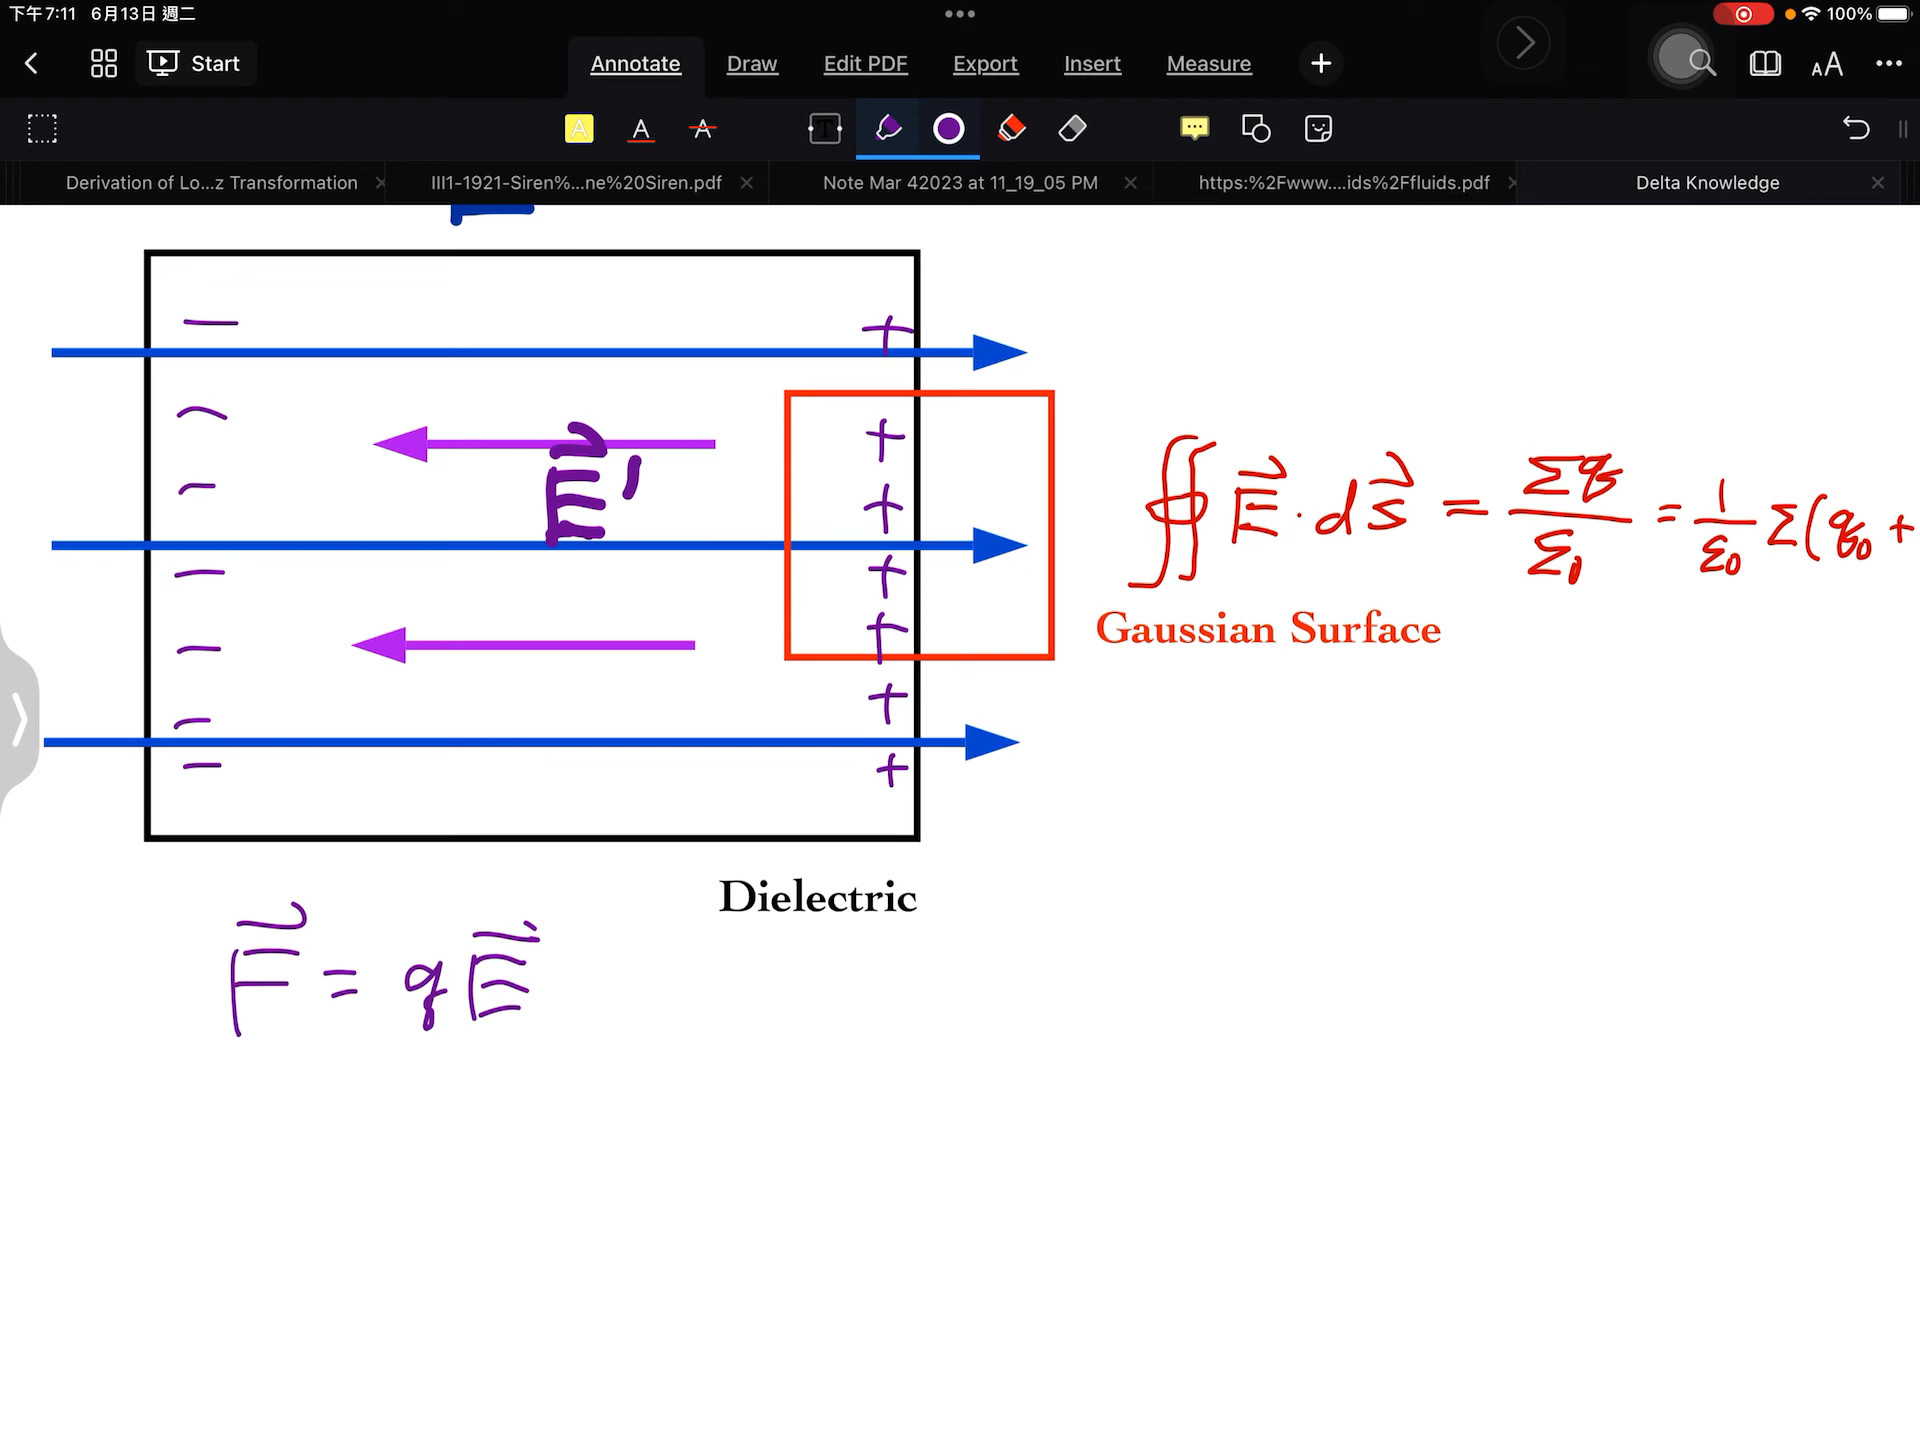 下午7:11 6月13日 週二 100%
Start Annotate Draw Edit PDF Export Insert Measure AA
A A A T
Derivation of Lo...z Transformation III1-1921-Siren%...ne%20Siren.pdf Note Mar 42023 at 11_19_05 PM https:%2Fwww....ids%2Ffluids.pdf Delta Knowledge
− +
E⃗′
∯ E⃗ · ds⃗ = Σq/ε₀ = 1/ε₀ Σ(q₀ +
Gaussian Surface
Dielectric
F⃗ = qE⃗